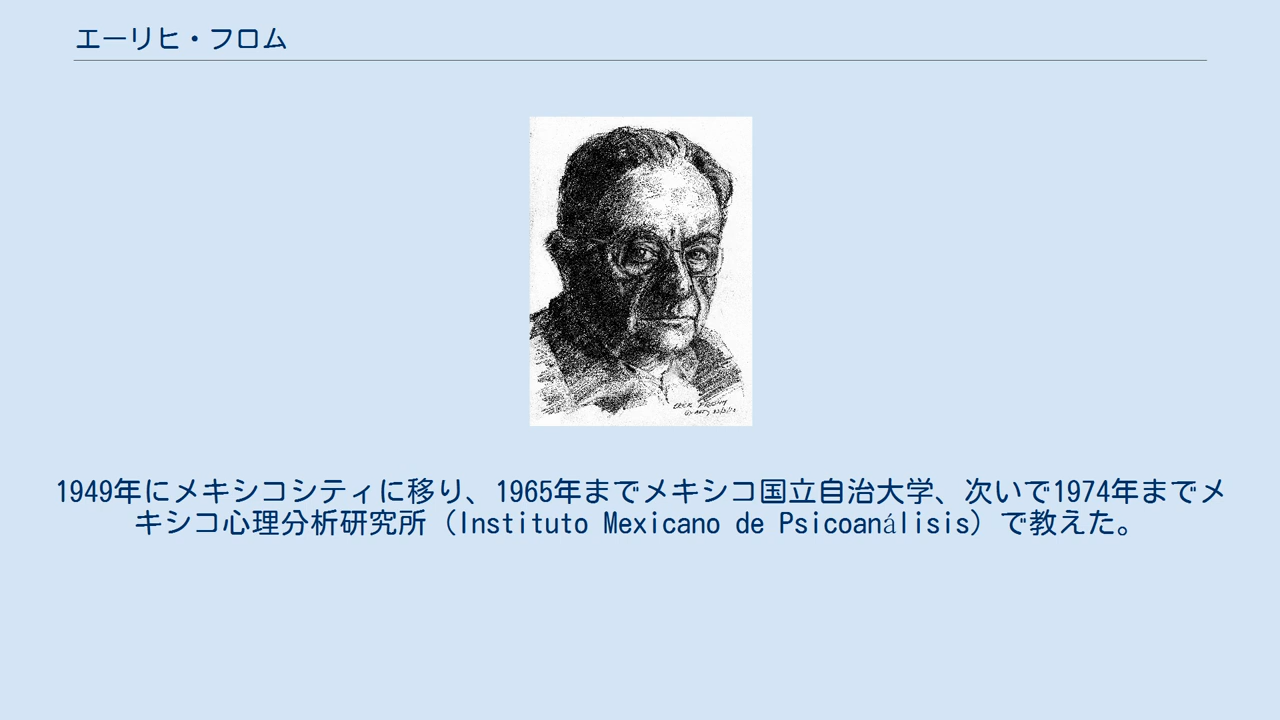 エーリヒ・フロム
1949年にメキシコシティに移り、1965年までメキシコ国立自治大学、次いで1974年までメ
キシコ心理分析研究所（Instituto Mexicano de Psicoanálisis）で教えた。